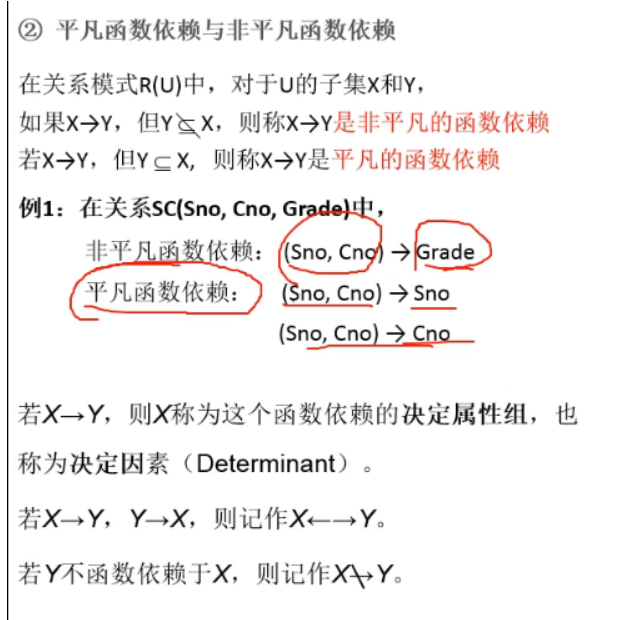 ② 平凡函数依赖与非平凡函数依赖
在关系模式R(U)中，对于U的子集X和Y，
如果X→Y，但Y⊈X，则称X→Y是非平凡的函数依赖
若X→Y，但Y⊆X, 则称X→Y是平凡的函数依赖
例1：在关系SC(Sno, Cno, Grade)中，
非平凡函数依赖： (Sno, Cno) → Grade
平凡函数依赖： (Sno, Cno) → Sno
(Sno, Cno) → Cno
若X→Y，则X称为这个函数依赖的决定属性组，也
称为决定因素（Determinant）。
若X→Y，Y→X，则记作X←→Y。
若Y不函数依赖于X，则记作X↛Y。